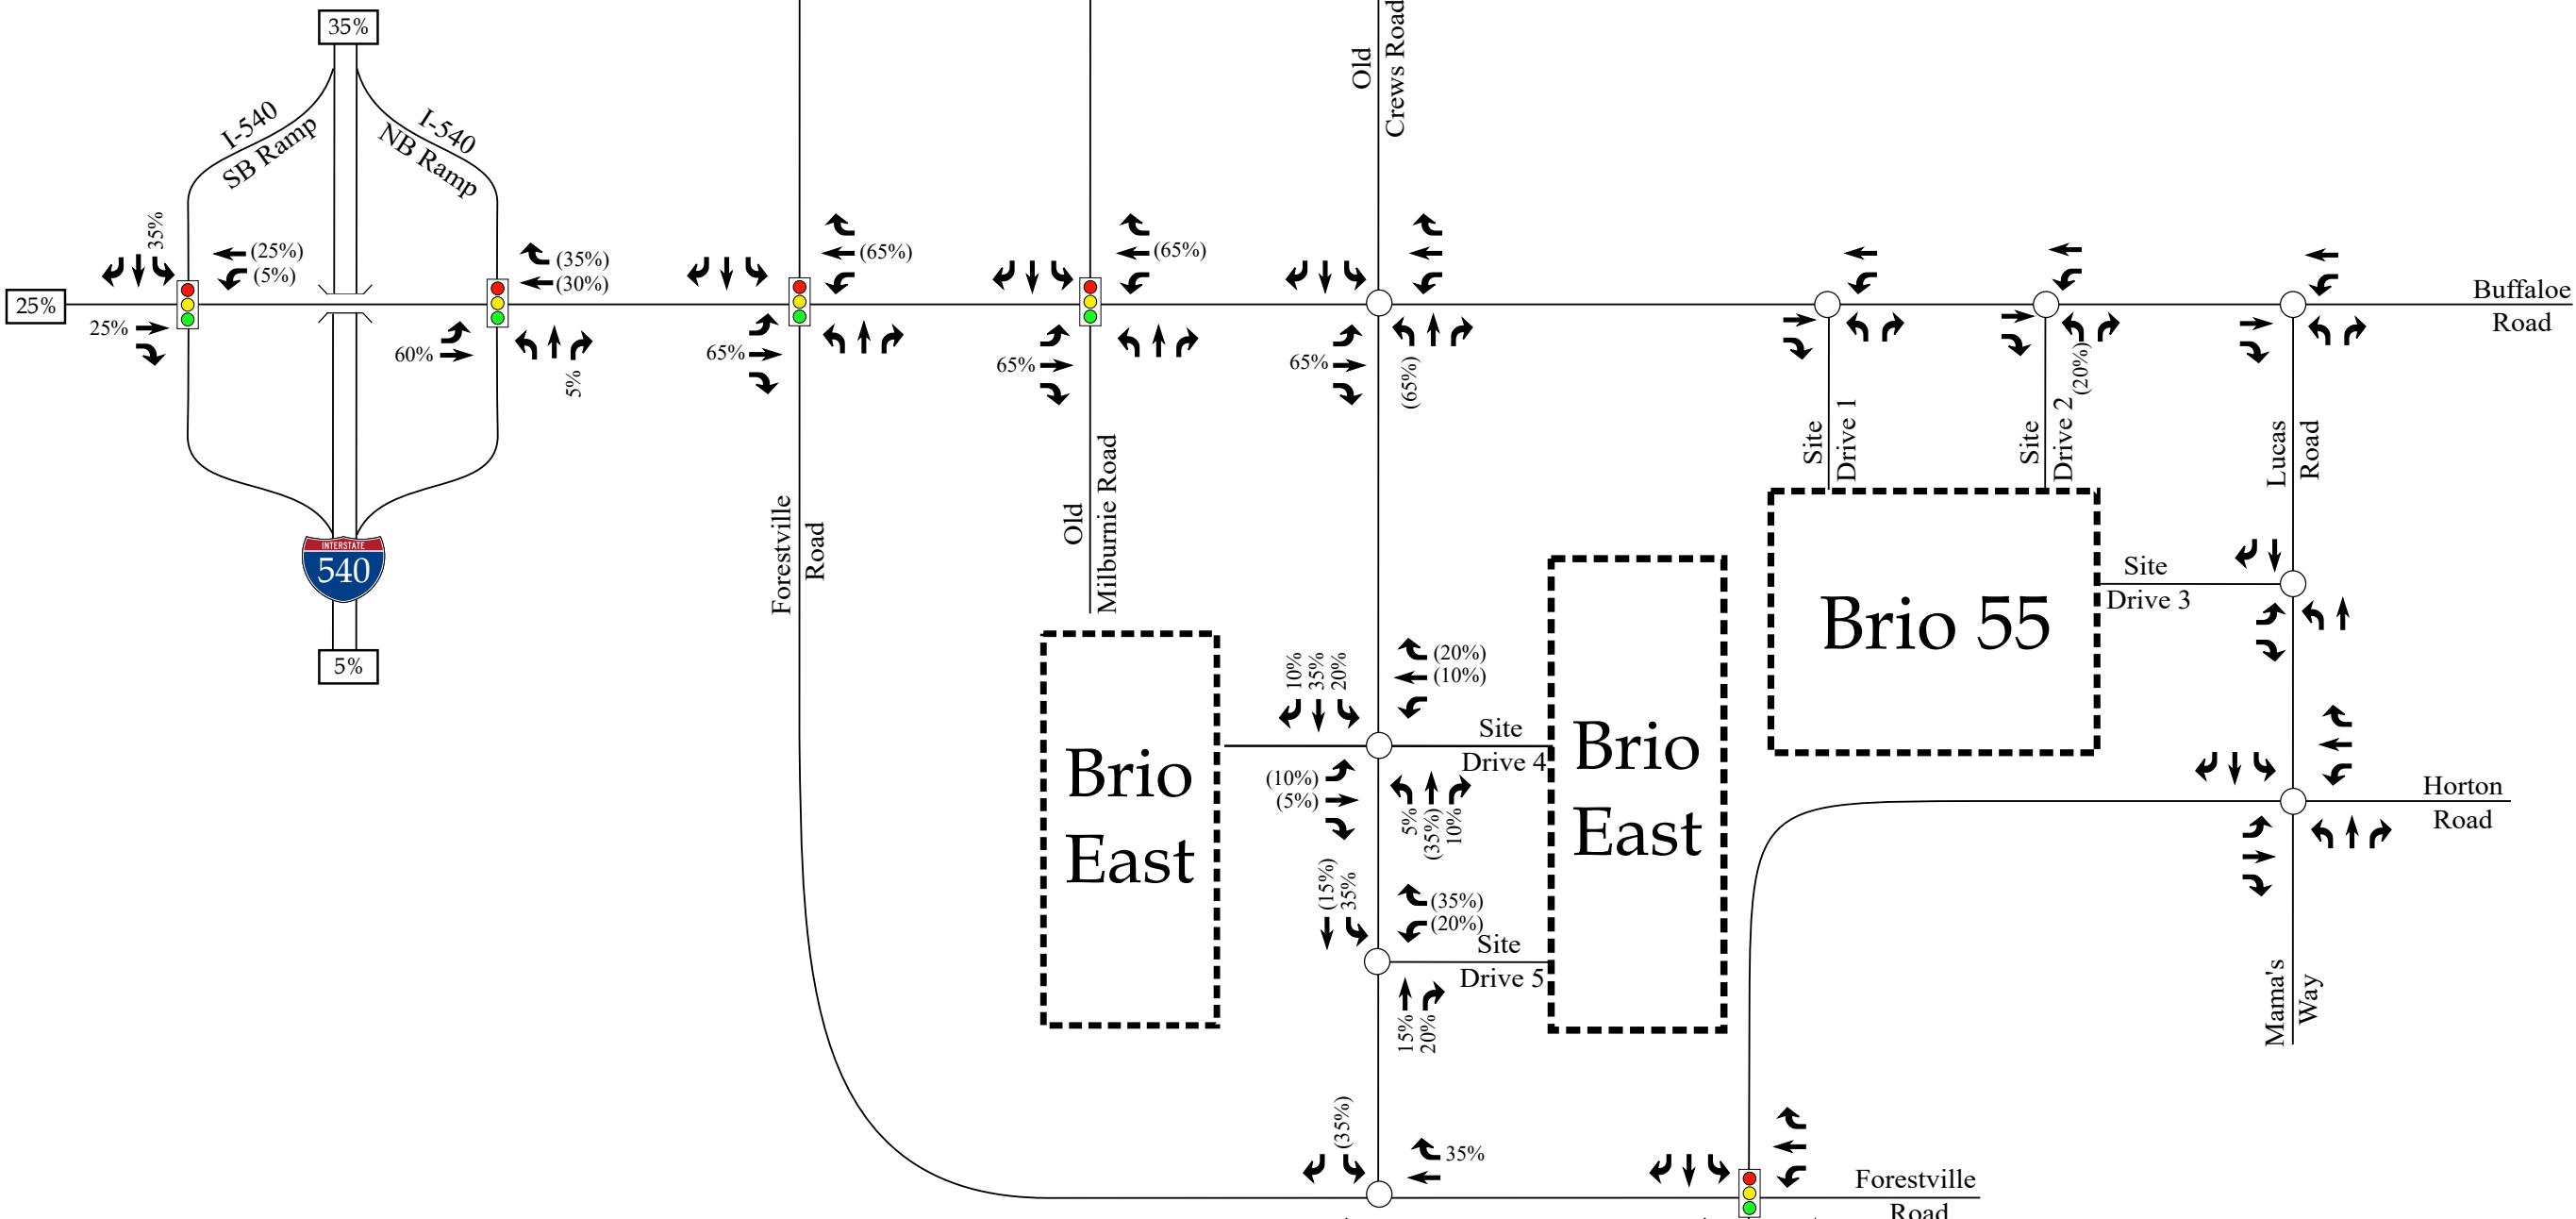 35%
Old
Crews Road
I-540
SB Ramp
I-540
NB Ramp
35%
(25%)
(5%)
(35%)
(30%)
(65%)
(65%)
25%
25%
60%
5%
65%
65%
65%
(65%)
(20%)
Buffaloe
Road
Site
Drive 1
Site
Drive 2
Lucas
Road
Forestville
Road
Old
Milburnie Road
INTERSTATE
540
5%
Brio 55
Site
Drive 3
10%
35%
20%
(20%)
(10%)
Site
Drive 4
(10%)
(5%)
5%
(35%)
10%
Brio
East
Brio
East
Horton
Road
(15%)
35%
(35%)
(20%)
Site
Drive 5
15%
20%
Mama's
Way
(35%)
35%
Forestville
Road